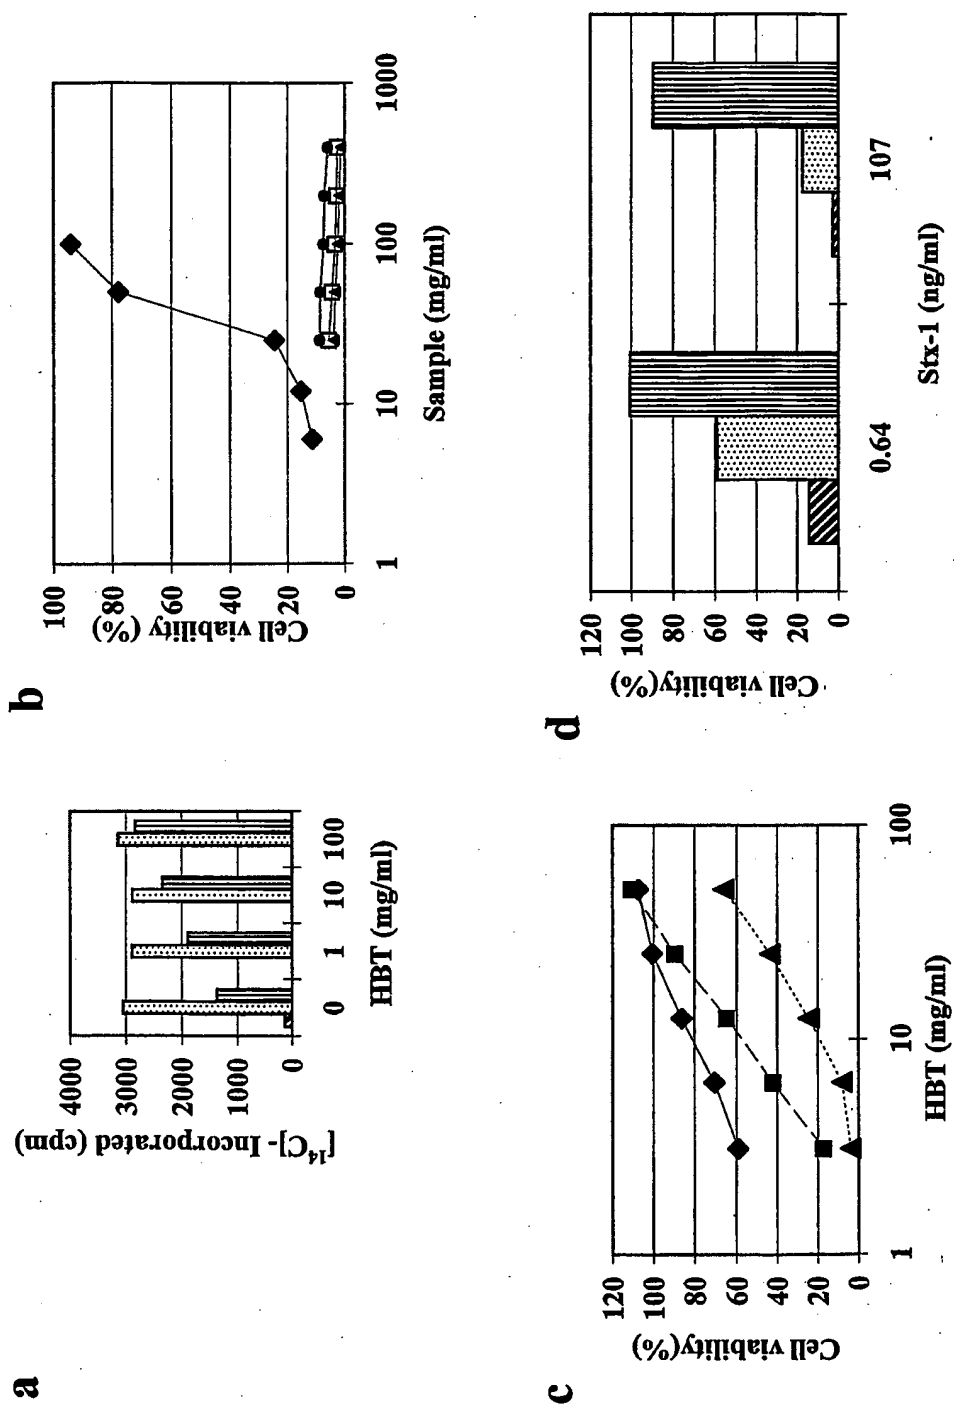 a
[¹⁴C]- Incorporated (cpm)
4000
3000
2000
1000
0
0 1 10 100
HBT (mg/ml)
b
Cell viability (%)
100
80
60
40
20
0
1 10 100 1000
Sample (mg/ml)
c
Cell viability(%)
120
100
80
60
40
20
0
1 10 100
HBT (mg/ml)
d
Cell viability(%)
120
100
80
60
40
20
0
0.64 107
Stx-1 (ng/ml)